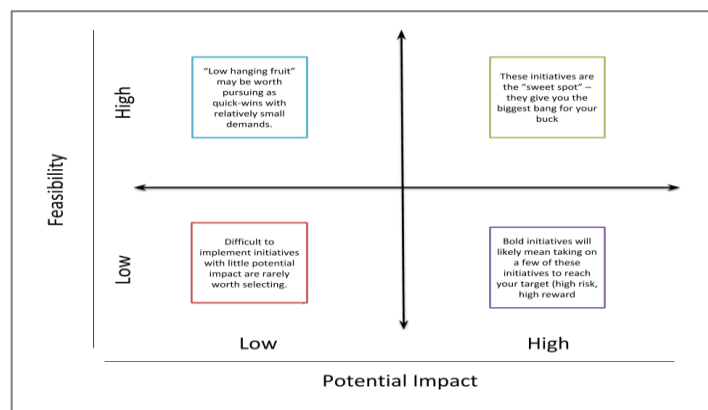 Feasibility
High
Low
"Low hanging fruit"
may be worth
pursuing as
quick-wins with
relatively small
demands.
These initiatives are
the "sweet spot" –
they give you the
biggest bang for your
buck
Difficult to
implement initiatives
with little potential
impact are rarely
worth selecting.
Bold initiatives will
likely mean taking on
a few of these
initiatives to reach
your target (high risk,
high reward
Low
High
Potential Impact